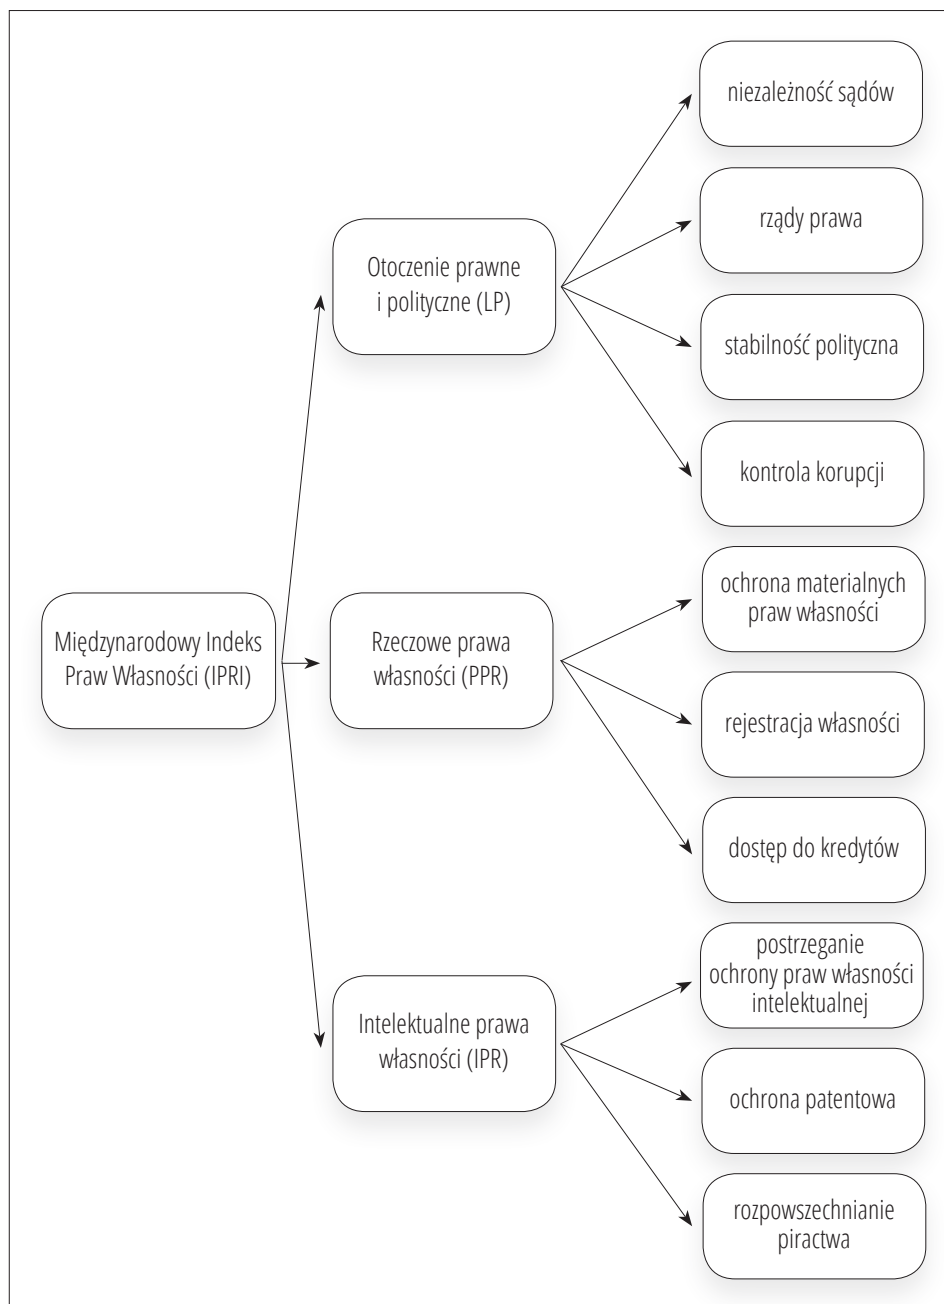 niezależność sądów
rządy prawa
Otoczenie prawne
i polityczne (LP)
stabilność polityczna
kontrola korupcji
ochrona materialnych
praw własności
Międzynarodowy Indeks
Praw Własności (IPRI)
Rzeczowe prawa
własności (PPR)
rejestracja własności
dostęp do kredytów
postrzeganie
ochrony praw własności
intelektualnej
Intelektualne prawa
własności (IPR)
ochrona patentowa
rozpowszechnianie
piractwa